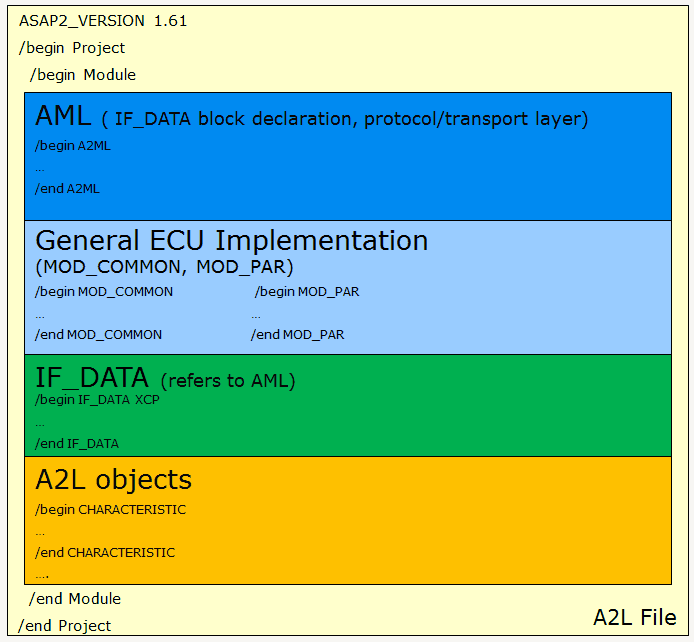 ASAP2_VERSION 1.61
/begin Project
/begin Module
AML ( IF_DATA block declaration, protocol/transport layer)
/begin A2ML
...
/end A2ML
General ECU Implementation
(MOD_COMMON, MOD_PAR)
/begin MOD_COMMON /begin MOD_PAR
... ...
/end MOD_COMMON /end MOD_PAR
IF_DATA (refers to AML)
/begin IF_DATA XCP
...
/end IF_DATA
A2L objects
/begin CHARACTERISTIC
...
/end CHARACTERISTIC
....
/end Module
/end Project
A2L File